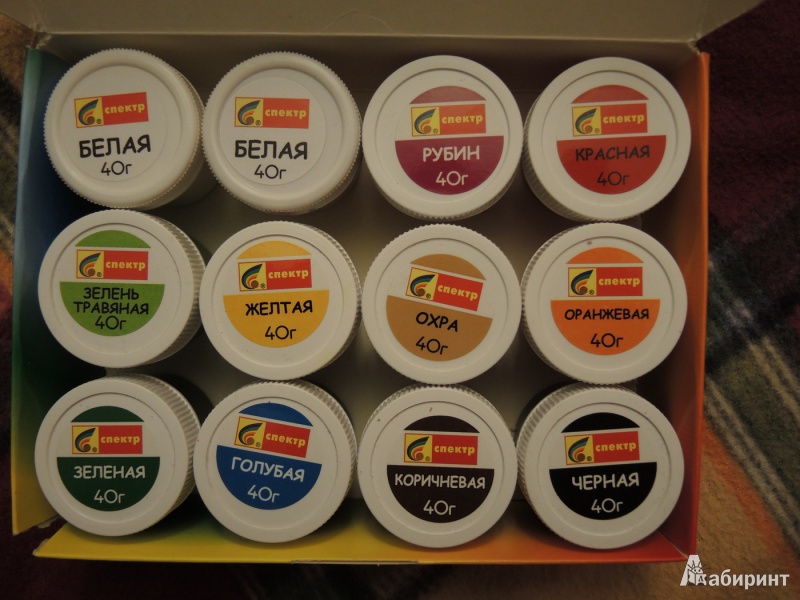 спектр
БЕЛАЯ
40г
спектр
БЕЛАЯ
40г
спектр
РУБИН
40г
спектр
КРАСНАЯ
40г
спектр
ЗЕЛЕНЬ
ТРАВЯНАЯ
40г
спектр
ЖЕЛТАЯ
40г
спектр
ОХРА
40г
спектр
ОРАНЖЕВАЯ
40г
спектр
ЗЕЛЕНАЯ
40г
спектр
ГОЛУБАЯ
40г
спектр
КОРИЧНЕВАЯ
40г
спектр
ЧЕРНАЯ
40г
Лабиринт